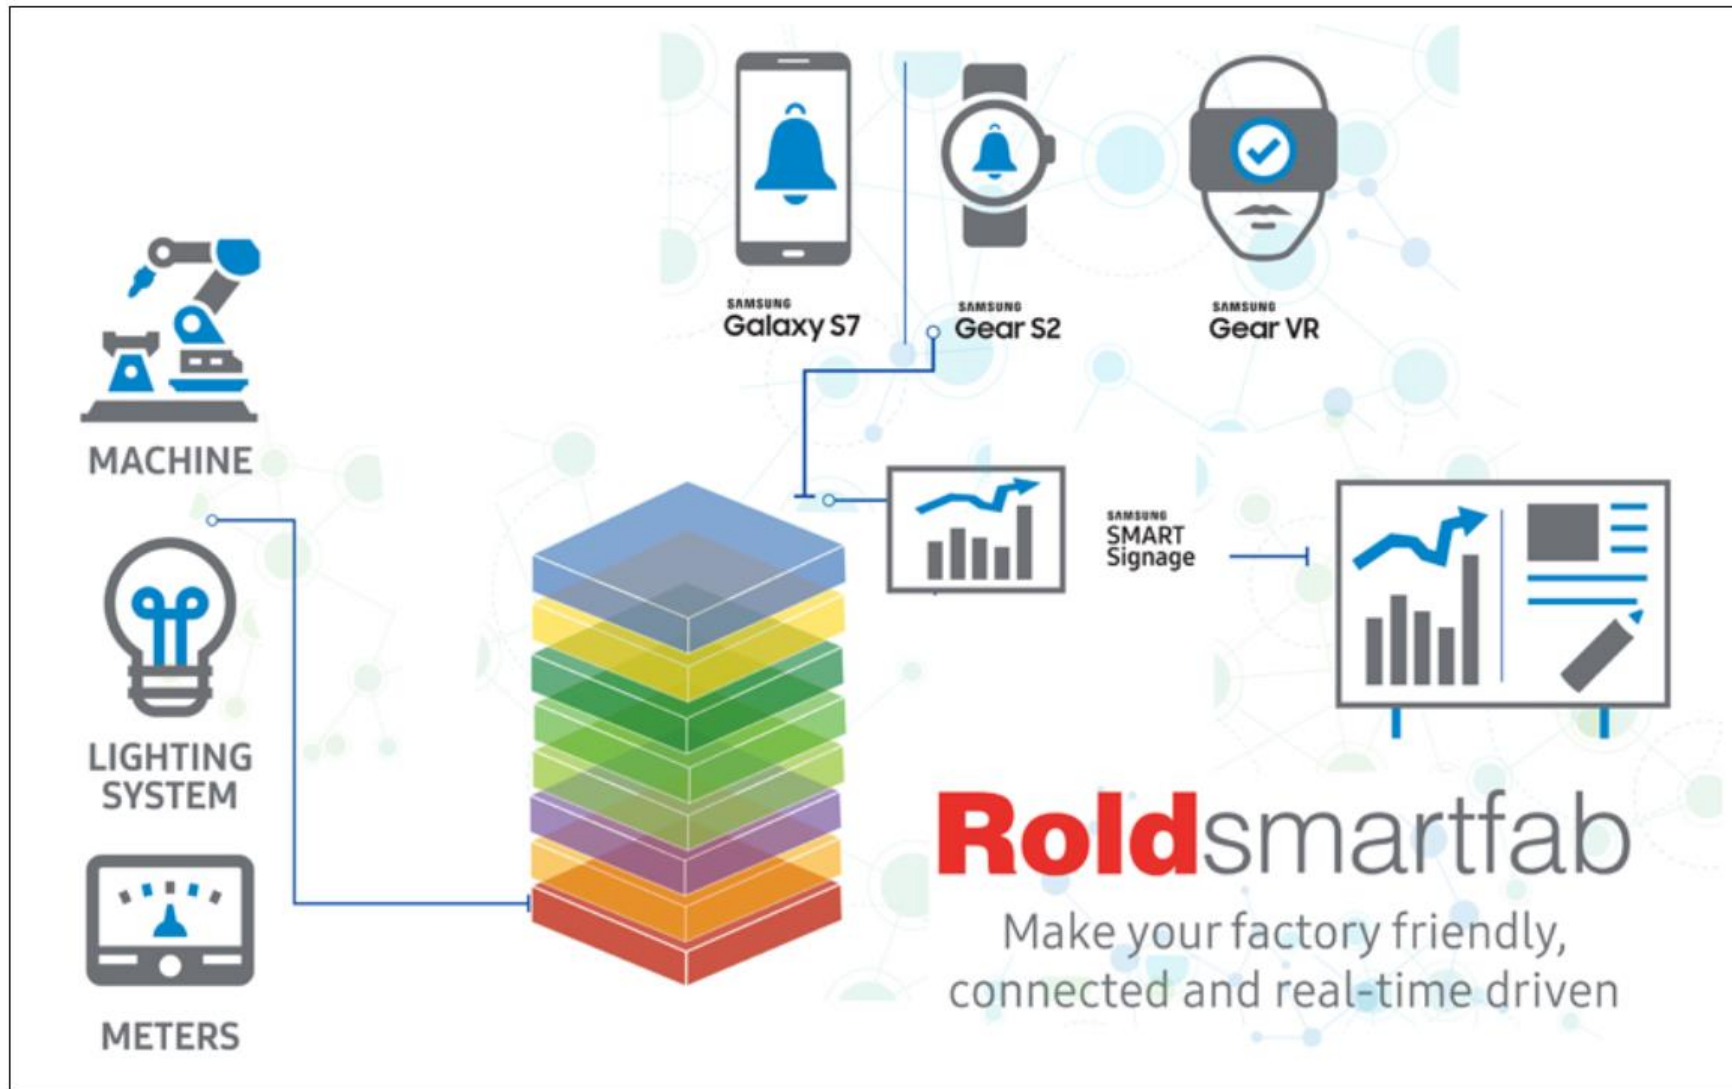 SAMSUNG
Galaxy S7
SAMSUNG
Gear S2
SAMSUNG
Gear VR
MACHINE
LIGHTING
SYSTEM
METERS
SAMSUNG
SMART
Signage
Roldsmartfab
Make your factory friendly,
connected and real-time driven